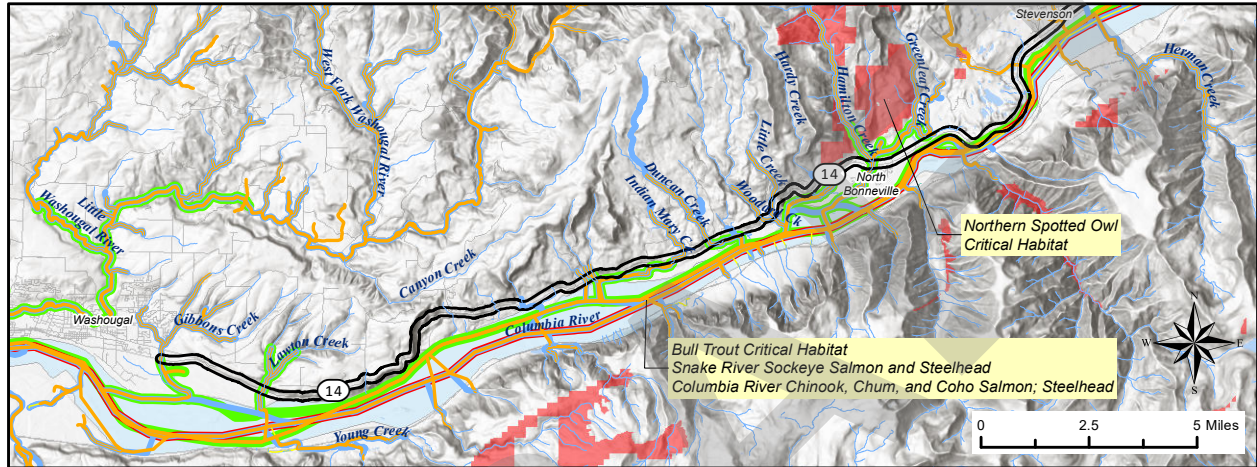 Stevenson
West Fork Washougal River
Hardy Creek
Hamilton Creek
Greenleaf Creek
Herman Creek
Little Creek
14
North
Bonneville
Duncan Creek
Indian Mary C
Woodard Ck
Little
Washougal River
Northern Spotted Owl
Critical Habitat
Canyon Creek
Washougal
Gibbons Creek
Columbia River
Lawton Creek
Bull Trout Critical Habitat
Snake River Sockeye Salmon and Steelhead
Columbia River Chinook, Chum, and Coho Salmon; Steelhead
14
Young Creek
N
W
E
S
0 2.5 5 Miles